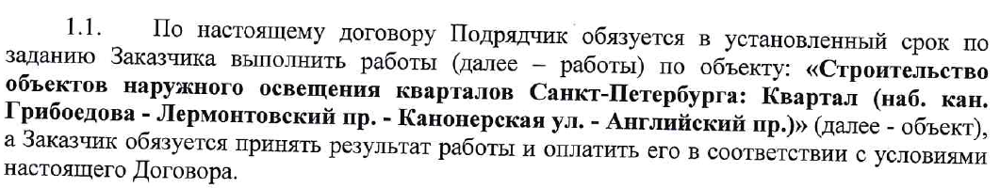 1.1. По настоящему договору Подрядчик обязуется в установленный срок по
заданию Заказчика выполнить работы (далее – работы) по объекту: «Строительство
объектов наружного освещения кварталов Санкт-Петербурга: Квартал (наб. кан.
Грибоедова - Лермонтовский пр. - Канонерская ул. - Английский пр.)» (далее - объект),
а Заказчик обязуется принять результат работы и оплатить его в соответствии с условиями
настоящего Договора.